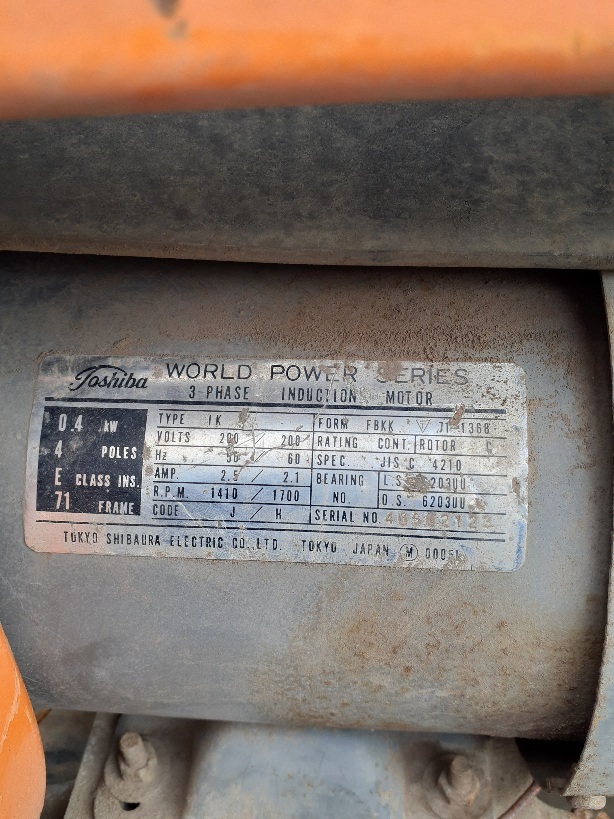 Toshiba WORLD POWER SERIES
3-PHASE INDUCTION MOTOR
0.4 kW
4 POLES
E CLASS INS.
71 FRAME
TYPE IK FORM FBKK 71-1368
VOLTS 200 / 200 RATING CONT. ROTOR
Hz 50 / 60 SPEC. JIS C 4210
AMP. 2.5 / 2.1 BEARING L.S.
R.P.M. 1410 / 1700 NO. O.S. 6203UU
CODE J / H SERIAL NO.
TOKYO SHIBAURA ELECTRIC CO.,LTD. TOKYO JAPAN M